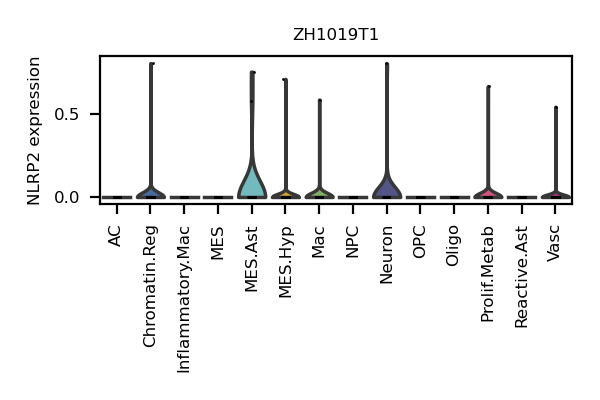 ZH1019T1
NLRP2 expression
0.5
0.0
AC
Chromatin.Reg
Inflammatory.Mac
MES
MES.Ast
MES.Hyp
Mac
NPC
Neuron
OPC
Oligo
Prolif.Metab
Reactive.Ast
Vasc